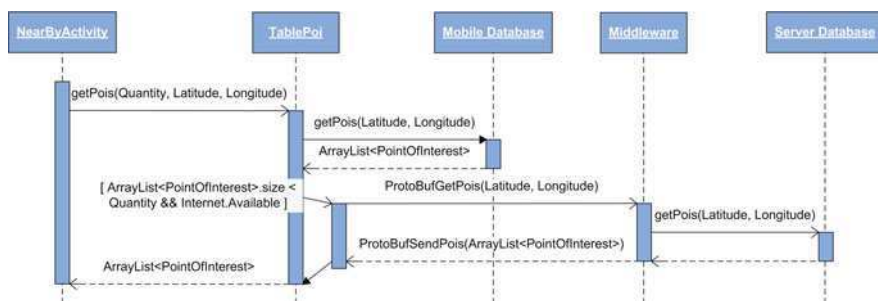 NearByActivity
TablePoi
Mobile Database
Middleware
Server Database
getPois(Quantity, Latitude, Longitude)
getPois(Latitude, Longitude)
ArrayList<PointOfInterest>
[ ArrayList<PointOfInterest>.size <
Quantity && Internet.Available ]
ProtoBufGetPois(Latitude, Longitude)
getPois(Latitude, Longitude)
ProtoBufSendPois(ArrayList<PointOfInterest>)
ArrayList<PointOfInterest>